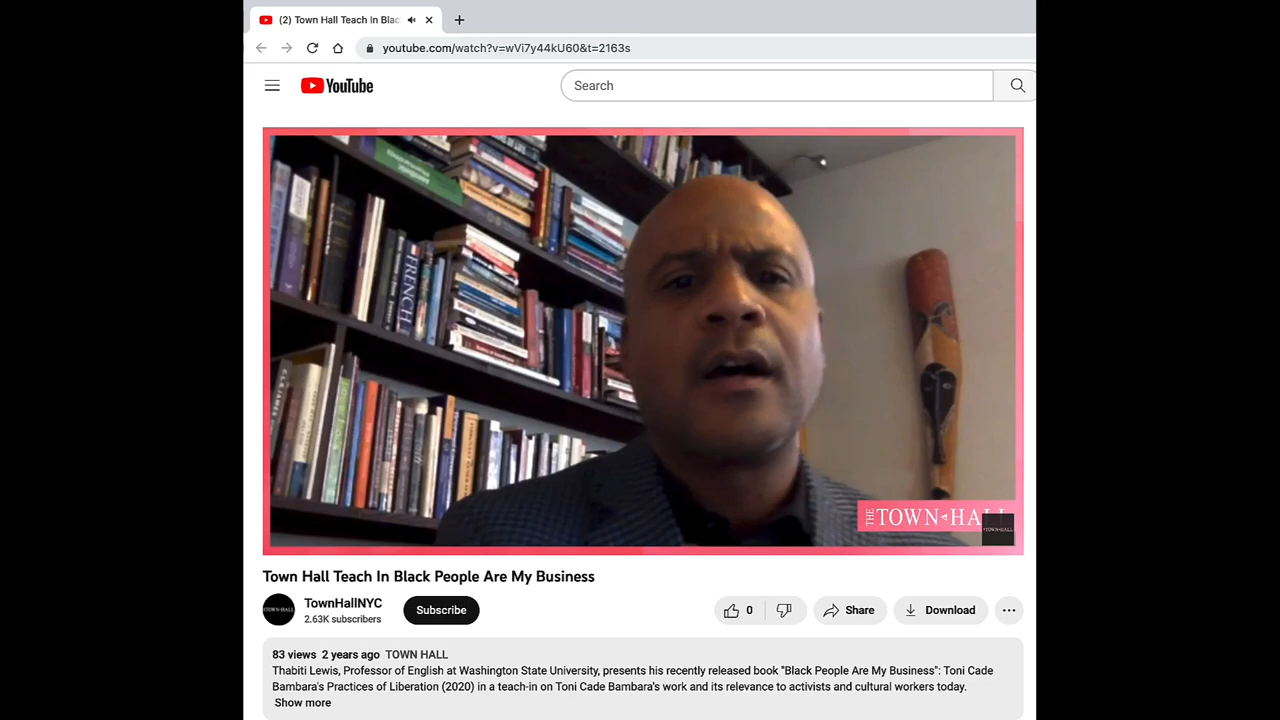 (2) Town Hall Teach In Blac
youtube.com/watch?v=wVi7y44kU60&t=2163s
YouTube
Search
FRENCH
THE TOWN HA
TOWN HALL
Town Hall Teach In Black People Are My Business
TOWN HALL
TownHallNYC
2.63K subscribers
Subscribe
0
Share
Download
83 views 2 years ago TOWN HALL
Thabiti Lewis, Professor of English at Washington State University, presents his recently released book "Black People Are My Business": Toni Cade
Bambara's Practices of Liberation (2020) in a teach-in on Toni Cade Bambara's work and its relevance to activists and cultural workers today.
Show more